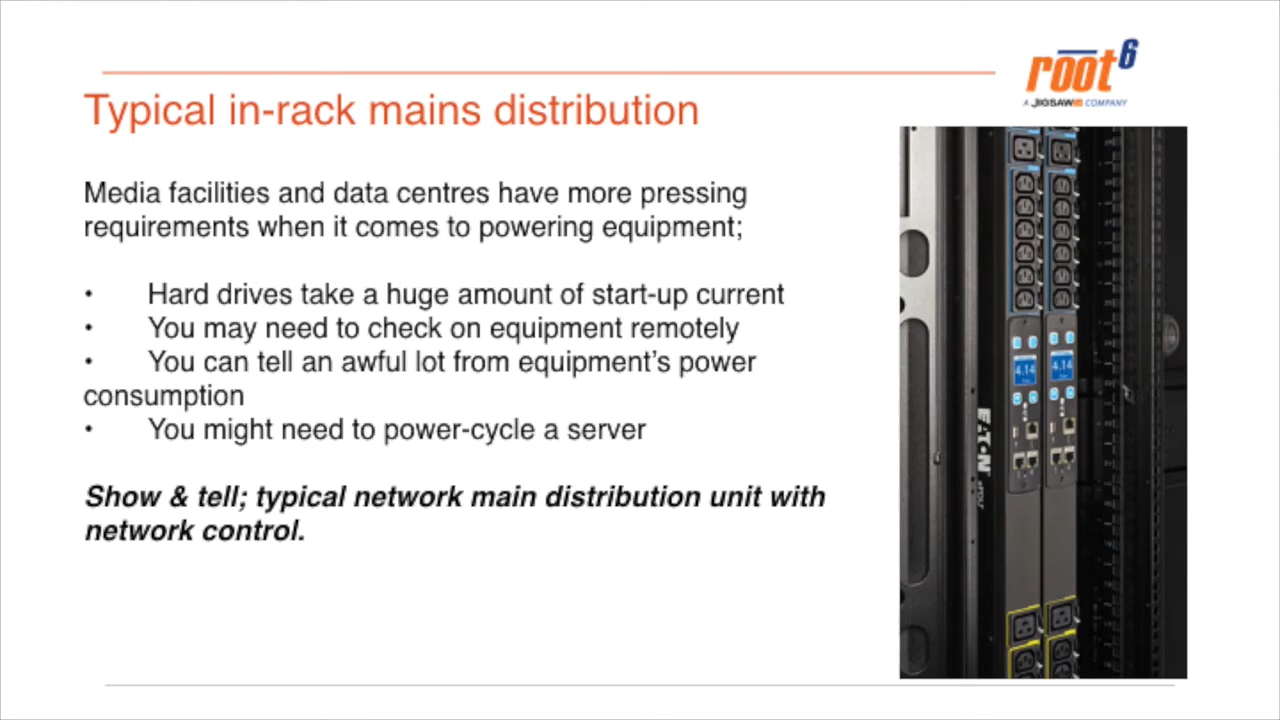 root6
A JIGSAW24 COMPANY
Typical in-rack mains distribution
Media facilities and data centres have more pressing
requirements when it comes to powering equipment;
• Hard drives take a huge amount of start-up current
• You may need to check on equipment remotely
• You can tell an awful lot from equipment’s power
consumption
• You might need to power-cycle a server
Show & tell; typical network main distribution unit with
network control.
4.14
4.14
EATON